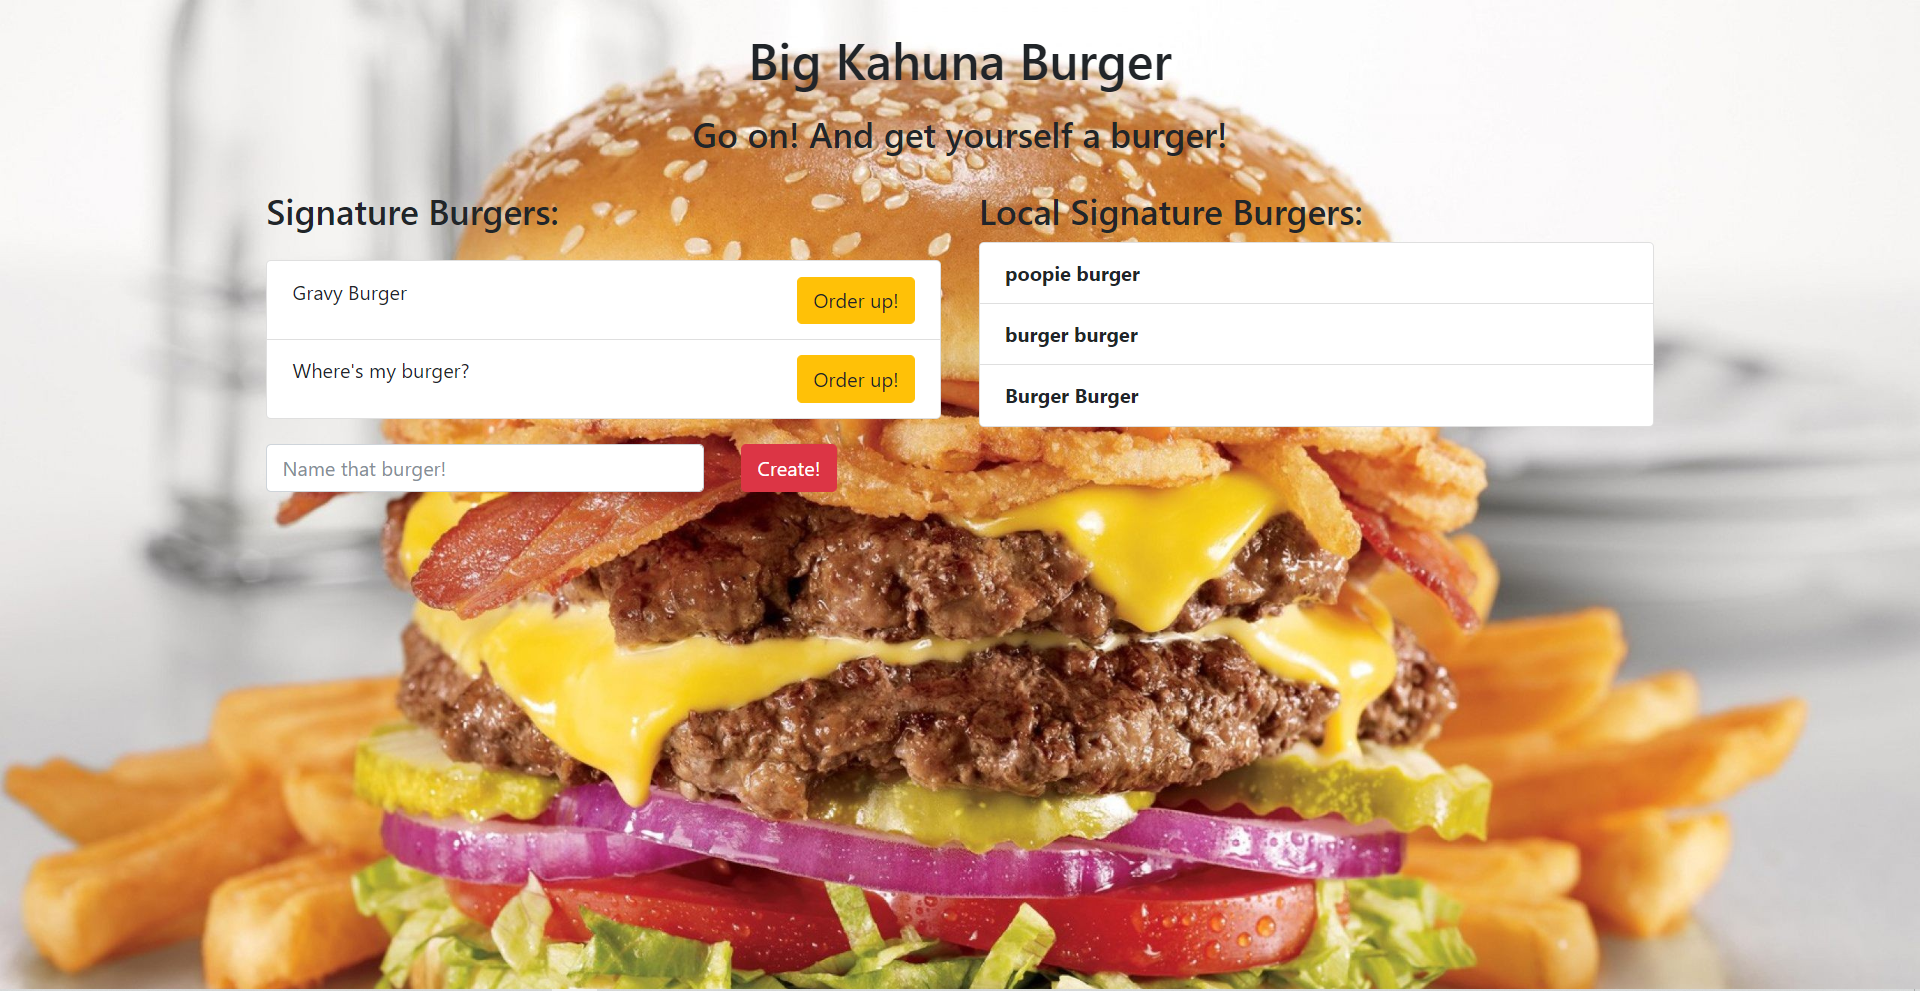 Big Kahuna Burger
Go on! And get yourself a burger!
Signature Burgers:
Gravy Burger
Order up!
Where's my burger?
Order up!
Name that burger!
Create!
Local Signature Burgers:
poopie burger
burger burger
Burger Burger